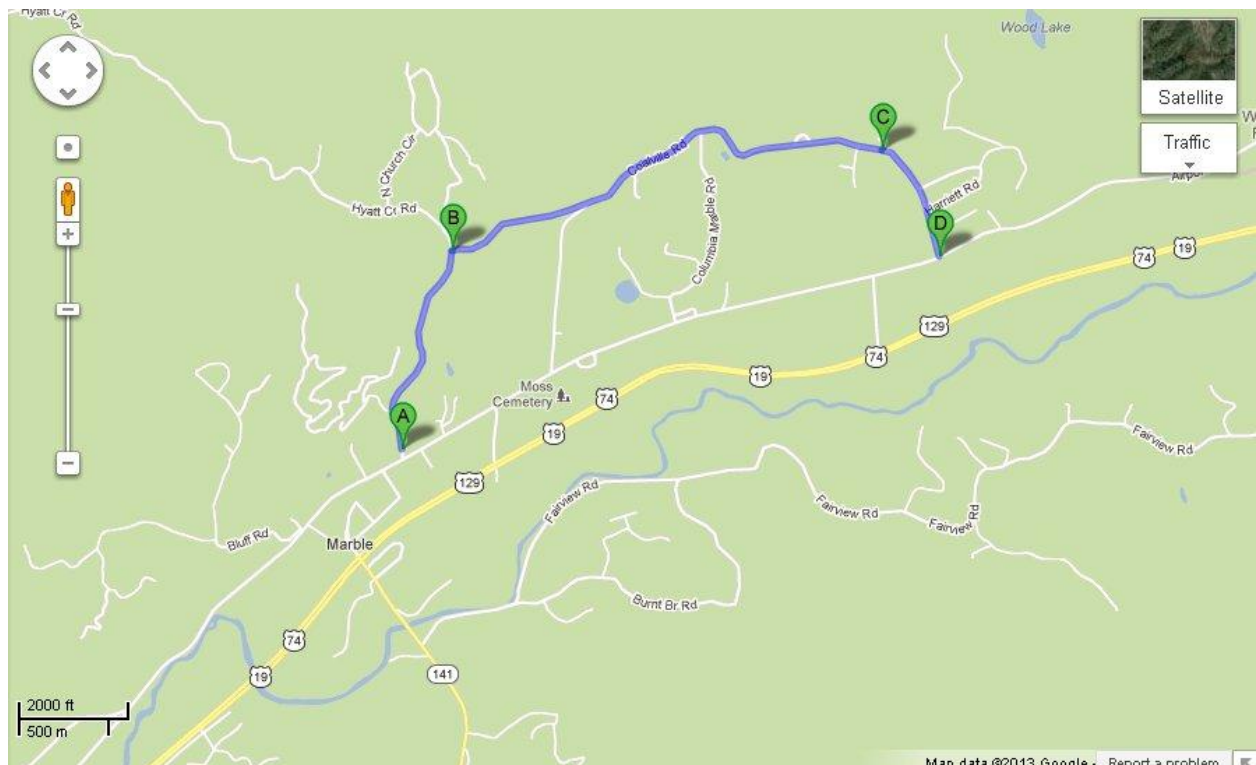 Hyatt Cr Rd
Wood Lake
Satellite
Traffic
C
Coalville Rd
N Church Cir
Hyatt Cr Rd
B
Columbia Marble Rd
Harriett Rd
Airpor
D
74
19
129
74
19
Moss
Cemetery
74
19
A
129
Fairview Rd
Fairview Rd
Fairview Rd
Fairview Rd
Bluff Rd
Marble
Burnt Br Rd
74
19
141
2000 ft
500 m
Map data ©2013 Google -
Report a problem